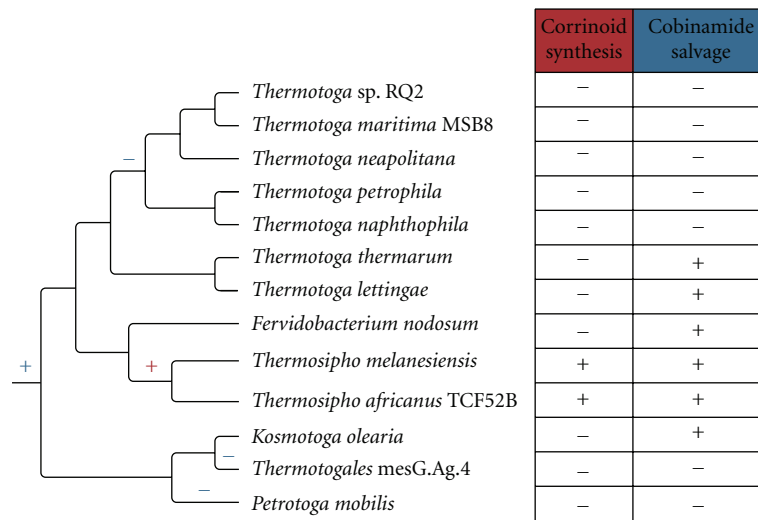 Corrinoid synthesis Cobinamide salvage
Thermotoga sp. RQ2 − −
Thermotoga maritima MSB8 − −
− Thermotoga neapolitana − −
Thermotoga petrophila − −
Thermotoga naphthophila − −
Thermotoga thermarum − +
Thermotoga lettingae − +
Fervidobacterium nodosum − +
+ + Thermosipho melanesiensis + +
Thermosipho africanus TCF52B + +
Kosmotoga olearia − +
− Thermotogales mesG.Ag.4 − −
− Petrotoga mobilis − −